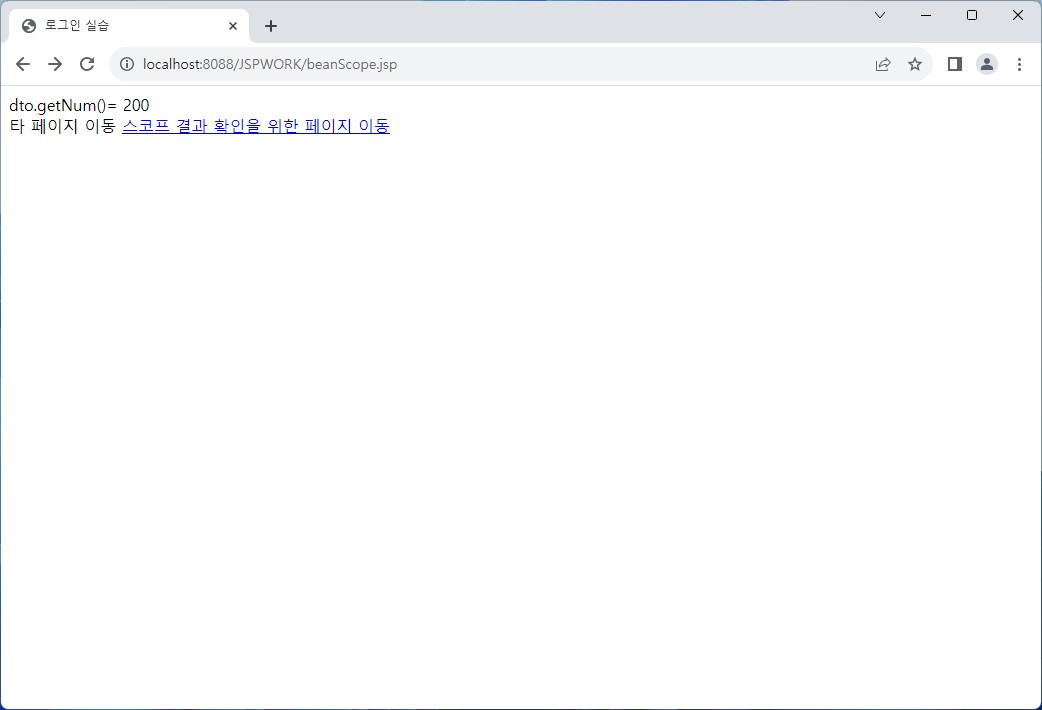 로그인 실습
localhost:8088/JSPWORK/beanScope.jsp
dto.getNum()= 200
타 페이지 이동 스코프 결과 확인을 위한 페이지 이동